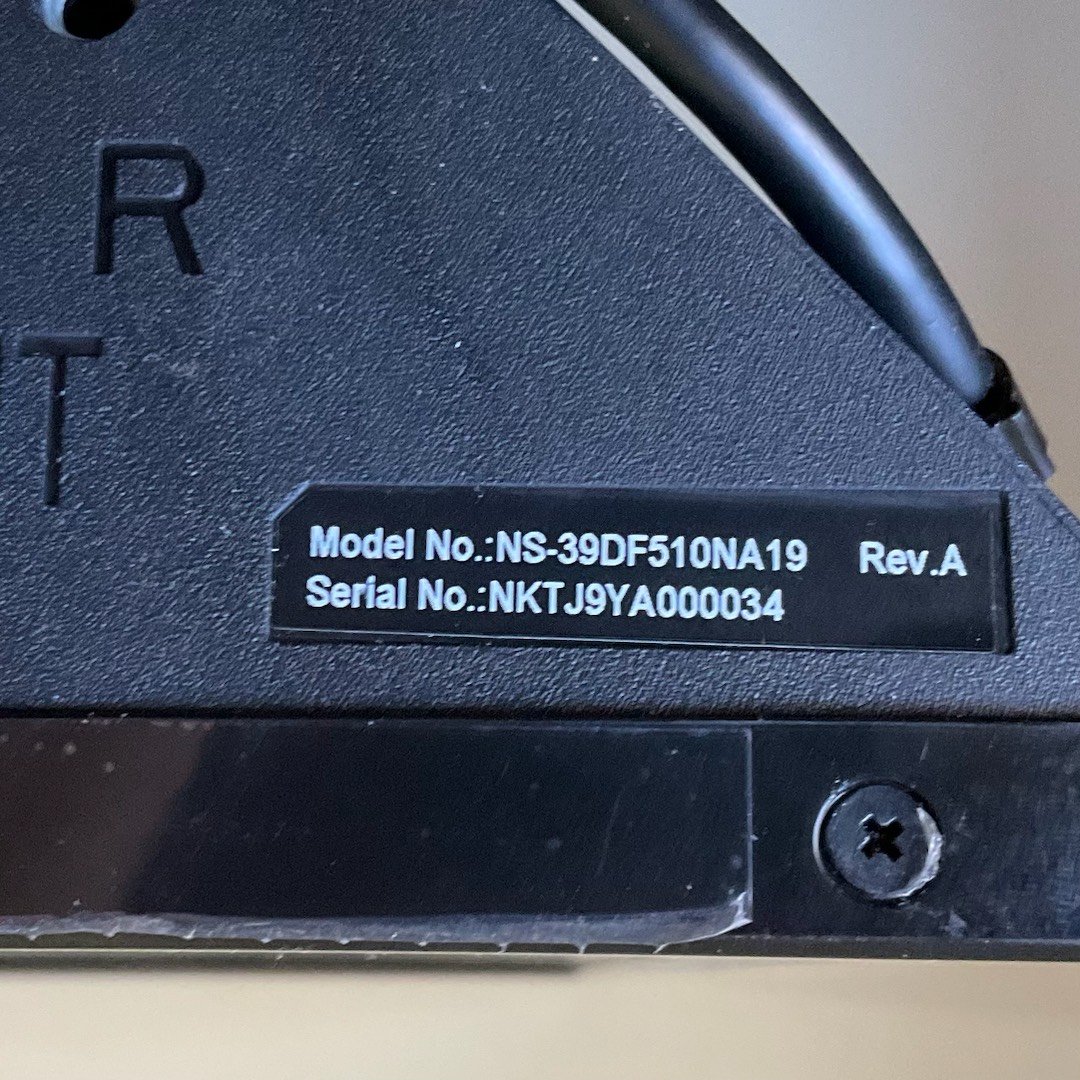 R
T
Model No.:NS-39DF510NA19 Rev.A
Serial No.:NKTJ9YA000034